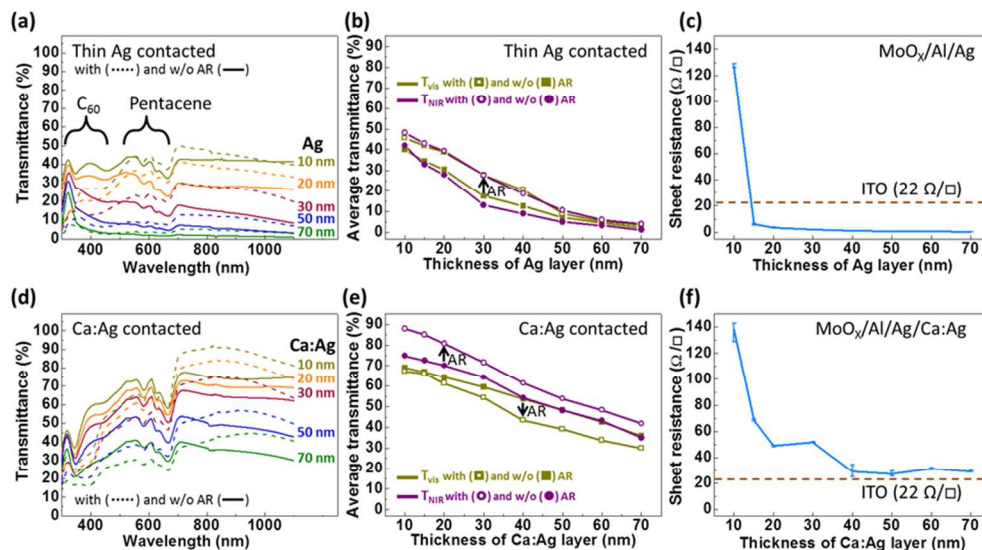 (a)
Thin Ag contacted
with (-----) and w/o AR (—)
C60
Pentacene
Ag
10 nm
20 nm
30 nm
50 nm
70 nm
Transmittance (%)
100
90
80
70
60
50
40
30
20
10
0
400 600 800 1000
Wavelength (nm)
(b)
Thin Ag contacted
Tvis with (□) and w/o (■) AR
TNIR with (○) and w/o (●) AR
AR
Average transmittance (%)
90
80
70
60
50
40
30
20
10
0
10 20 30 40 50 60 70
Thickness of Ag layer (nm)
(c)
MoOX/Al/Ag
ITO (22 Ω/□)
Sheet resistance (Ω/□)
140
120
100
80
60
40
20
0
10 20 30 40 50 60 70
Thickness of Ag layer (nm)
(d)
Ca:Ag contacted
Ca:Ag
10 nm
20 nm
30 nm
50 nm
70 nm
with (-----) and w/o AR (—)
Transmittance (%)
100
90
80
70
60
50
40
30
20
10
0
400 600 800 1000
Wavelength (nm)
(e)
Ca:Ag contacted
AR
AR
Tvis with (□) and w/o (■) AR
TNIR with (○) and w/o (●) AR
Average transmittance (%)
90
80
70
60
50
40
30
20
10
0
10 20 30 40 50 60 70
Thickness of Ca:Ag layer (nm)
(f)
MoOX/Al/Ag/Ca:Ag
ITO (22 Ω/□)
Sheet resistance (Ω/□)
140
120
100
80
60
40
20
0
10 20 30 40 50 60 70
Thickness of Ca:Ag layer (nm)